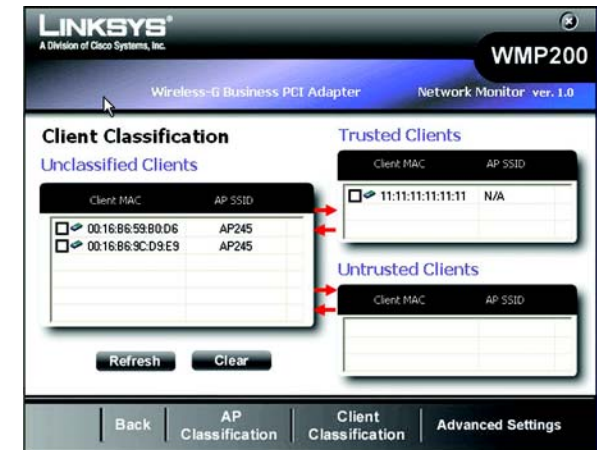 LINKSYS®
A Division of Cisco Systems, Inc.
WMP200
Wireless-G Business PCI Adapter
Network Monitor ver. 1.0
Client Classification
Unclassified Clients
Client MAC AP SSID
00:16:B6:59:80:D6 AP245
00:16:B6:9C:D9:E9 AP245
Refresh Clear
Trusted Clients
Client MAC AP SSID
11:11:11:11:11:11 N/A
Untrusted Clients
Client MAC AP SSID
Back
AP Classification
Client Classification
Advanced Settings